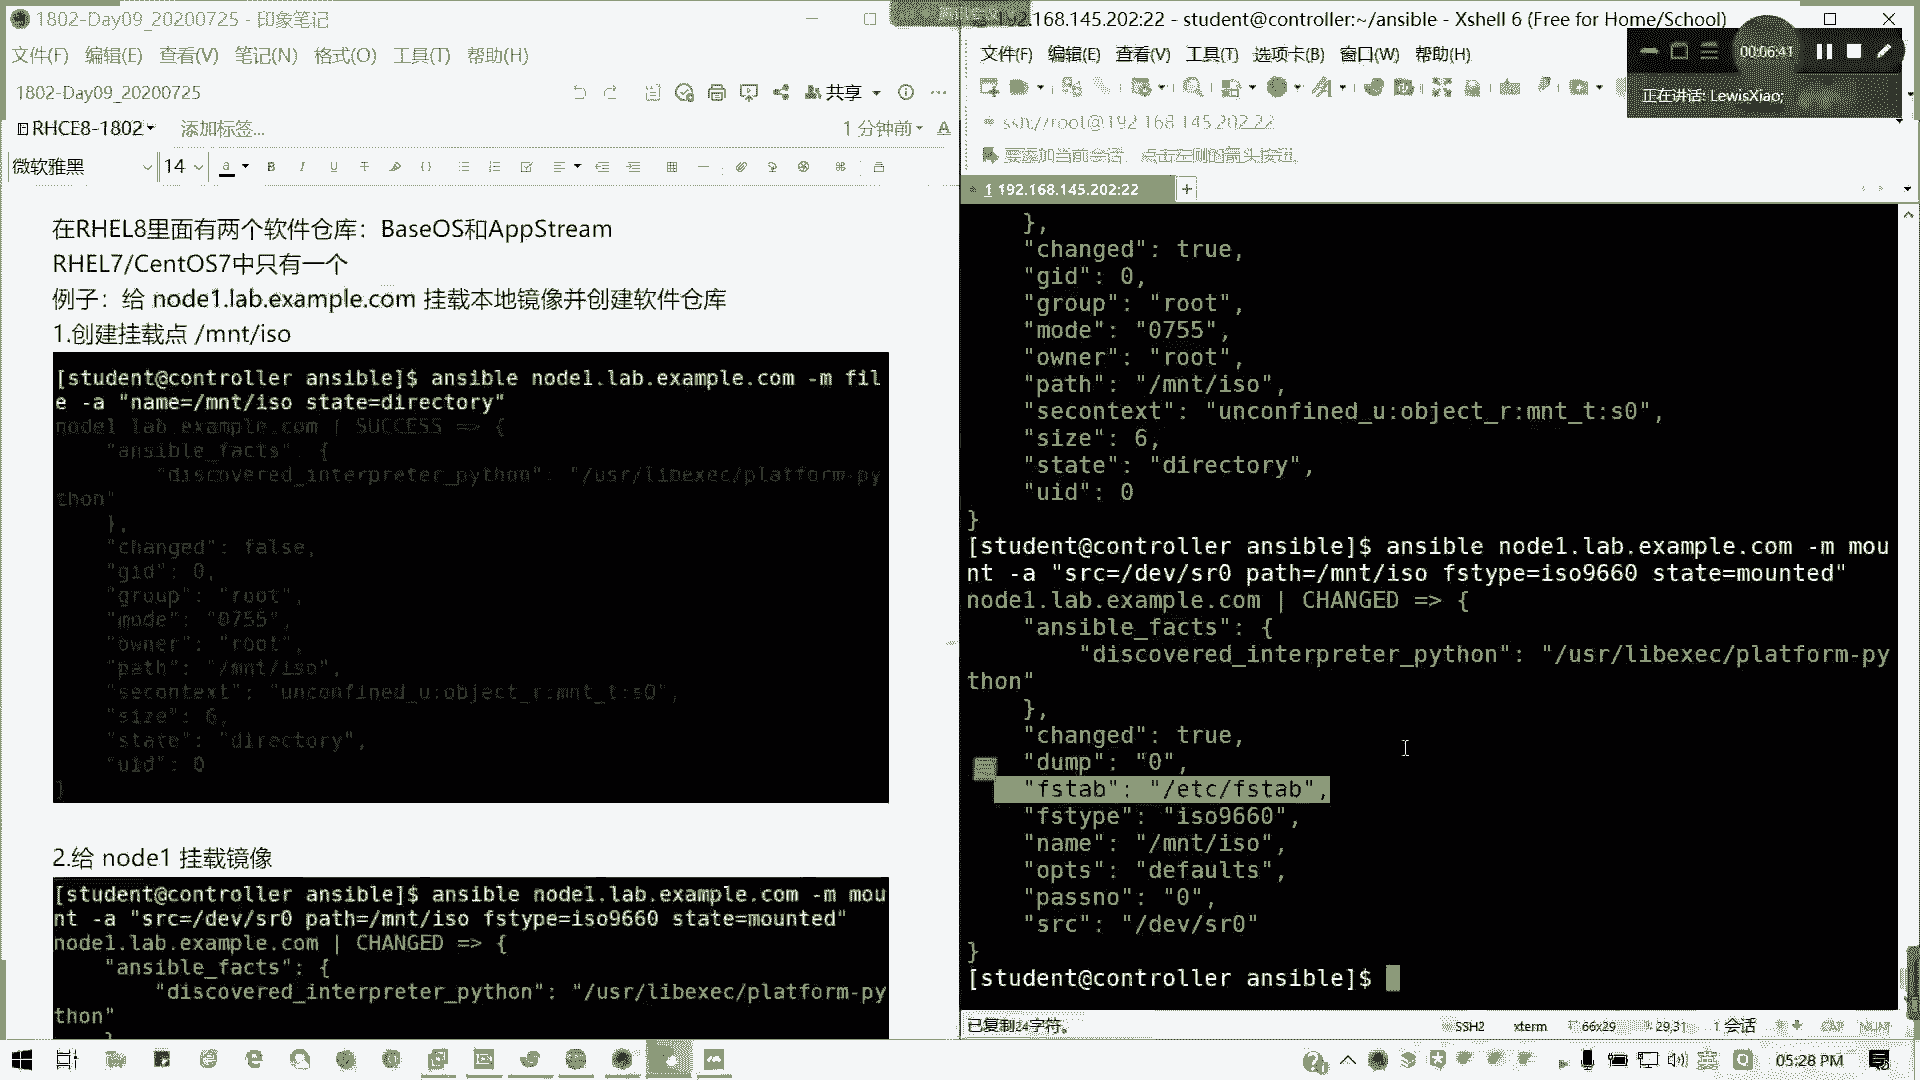 1802-Day09_20200725 - 印象笔记
文件(F) 编辑(E) 查看(V) 笔记(N) 格式(O) 工具(T) 帮助(H)
1802-Day09_20200725
共享
RHCE8-1802
添加标签...
1 分钟前
微软雅黑 14
在RHEL8里面有两个软件仓库：BaseOS和AppStream
RHEL7/CentOS7中只有一个
例子：给 node1.lab.example.com 挂载本地镜像并创建软件仓库
1.创建挂载点 /mnt/iso
[student@controller ansible]$ ansible node1.lab.example.com -m fil
e -a "name=/mnt/iso state=directory"
node1.lab.example.com | SUCCESS => {
"ansible_facts": {
"discovered_interpreter_python": "/usr/libexec/platform-py
thon"
},
"changed": false,
"gid": 0,
"group": "root",
"mode": "0755",
"owner": "root",
"path": "/mnt/iso",
"secontext": "unconfined_u:object_r:mnt_t:s0",
"size": 6,
"state": "directory",
"uid": 0
}
2.给 node1 挂载镜像
[student@controller ansible]$ ansible node1.lab.example.com -m mou
nt -a "src=/dev/sr0 path=/mnt/iso fstype=iso9660 state=mounted"
node1.lab.example.com | CHANGED => {
"ansible_facts": {
"discovered_interpreter_python": "/usr/libexec/platform-py
thon"
192.168.145.202:22 - student@controller:~/ansible - Xshell 6 (Free for Home/School)
文件(F) 编辑(E) 查看(V) 工具(T) 选项卡(B) 窗口(W) 帮助(H)
00:06:41
正在讲话: LewisXiao;
ssh://root@192.168.145.202:22
要添加当前会话，点击左侧的箭头按钮。
1 192.168.145.202:22
},
"changed": true,
"gid": 0,
"group": "root",
"mode": "0755",
"owner": "root",
"path": "/mnt/iso",
"secontext": "unconfined_u:object_r:mnt_t:s0",
"size": 6,
"state": "directory",
"uid": 0
}
[student@controller ansible]$ ansible node1.lab.example.com -m mou
nt -a "src=/dev/sr0 path=/mnt/iso fstype=iso9660 state=mounted"
node1.lab.example.com | CHANGED => {
"ansible_facts": {
"discovered_interpreter_python": "/usr/libexec/platform-py
thon"
},
"changed": true,
"dump": "0",
"fstab": "/etc/fstab",
"fstype": "iso9660",
"name": "/mnt/iso",
"opts": "defaults",
"passno": "0",
"src": "/dev/sr0"
}
[student@controller ansible]$
已复制24字符。 SSH2 xterm 66x29 29,31 1 会话 CAP NUM
05:28 PM